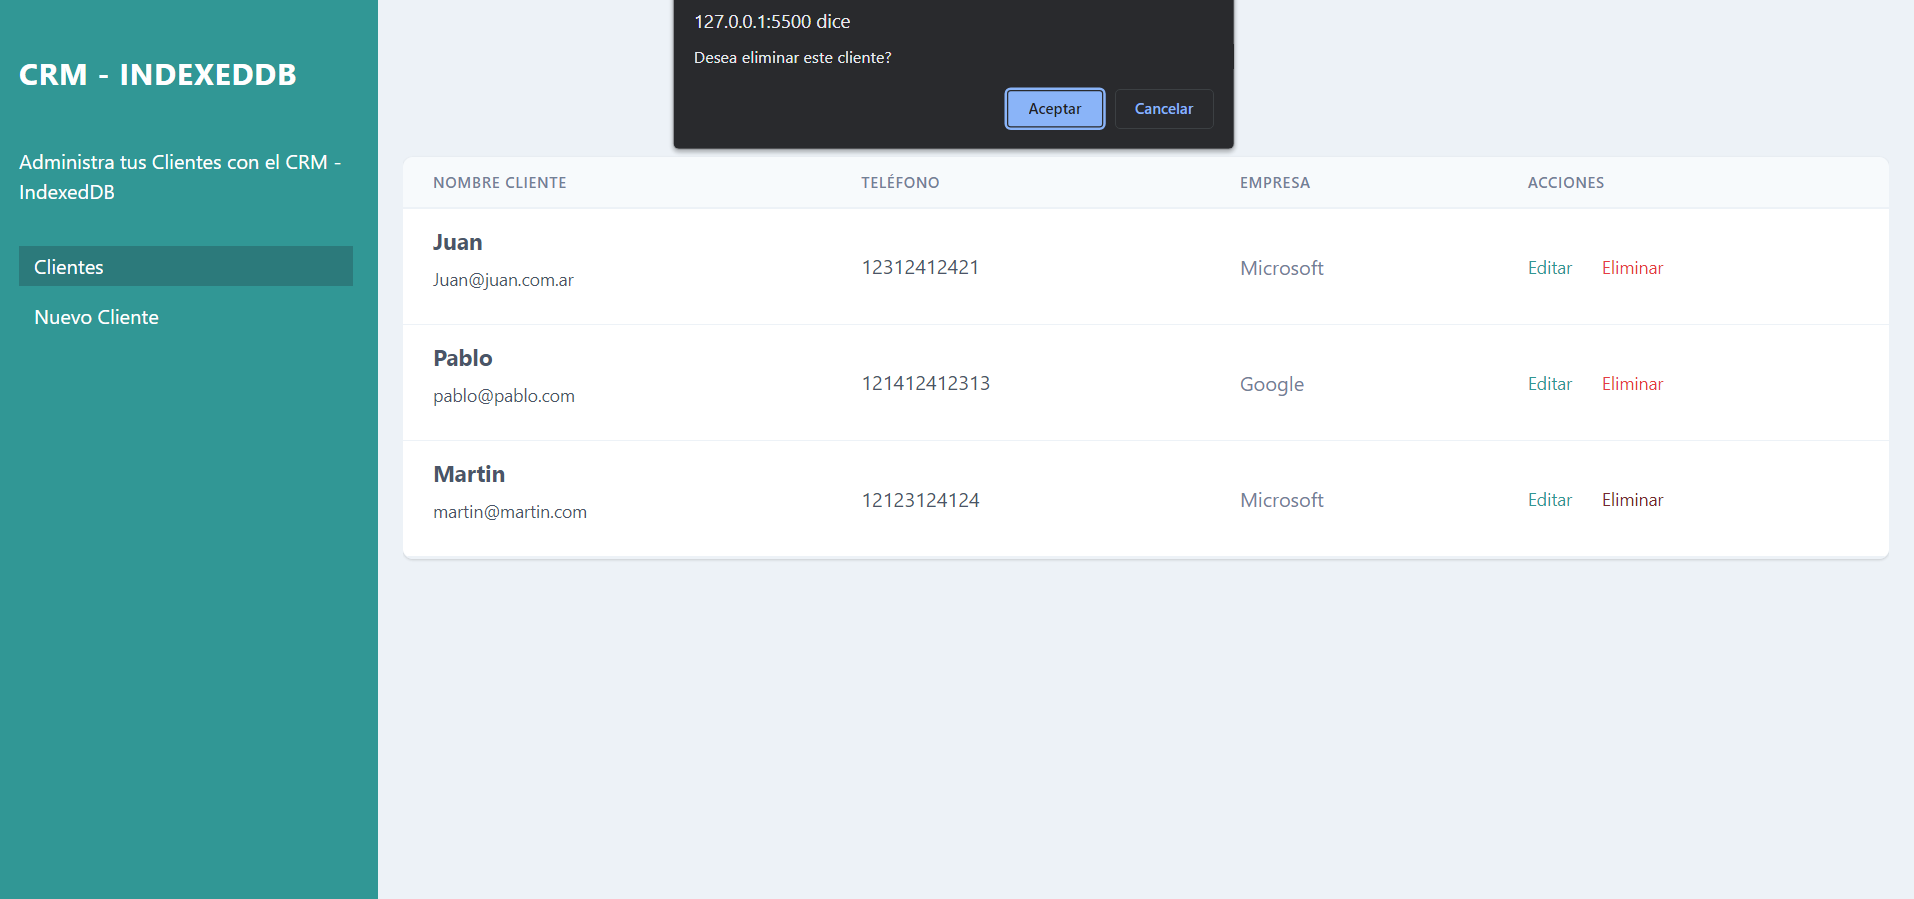 127.0.0.1:5500 dice
Desea eliminar este cliente?
Aceptar
Cancelar
CRM - INDEXEDDB
Administra tus Clientes con el CRM -
IndexedDB
Clientes
Nuevo Cliente
NOMBRE CLIENTE TELÉFONO EMPRESA ACCIONES
Juan
Juan@juan.com.ar
12312412421 Microsoft Editar Eliminar
Pablo
pablo@pablo.com
121412412313 Google Editar Eliminar
Martin
martin@martin.com
12123124124 Microsoft Editar Eliminar